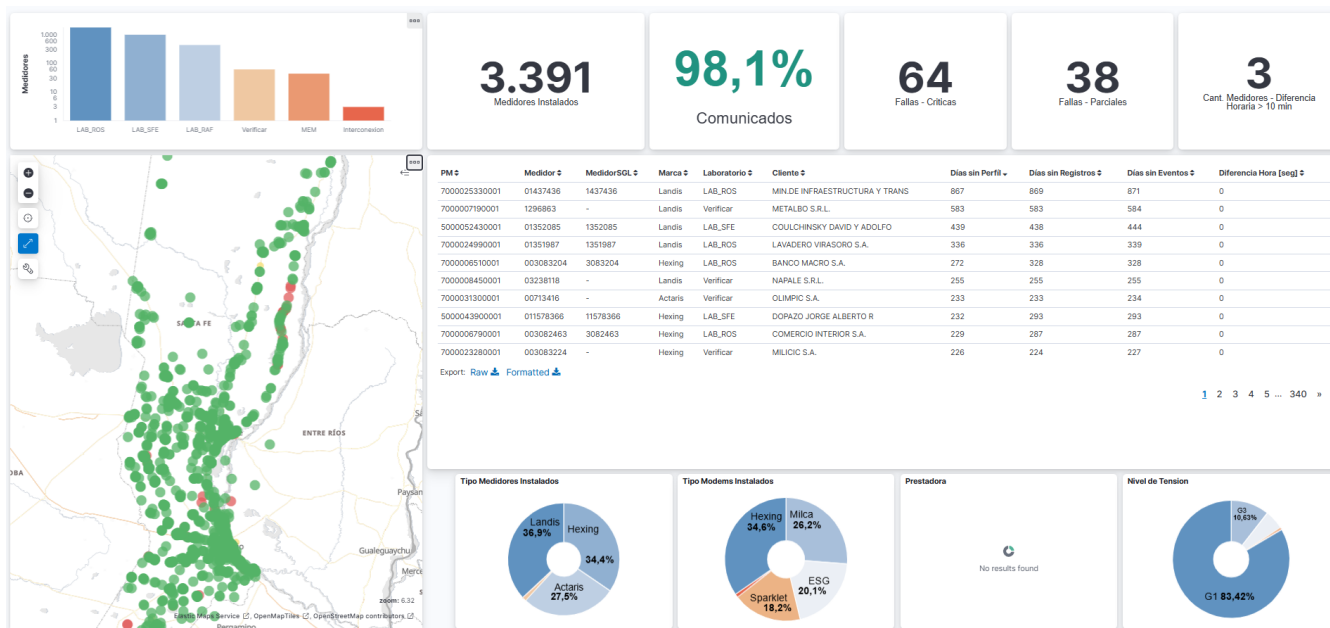 Medidores
1000
600
300
100
60
30
10
6
3
1
LAB_ROS LAB_SFE LAB_RAF Verificar MEM Interconexion
3.391
Medidores Instalados
98,1%
Comunicados
64
Fallas - Criticas
38
Fallas - Parciales
3
Cant. Medidores - Diferencia
Horaria > 10 min
SANTA FE
ENTRE RÍOS
OBA
Gualeguaychu
zoom: 6,32
Elastic Maps Service, OpenMapTiles, OpenStreetMap contributors,
Pergamino
PM Medidor MedidorSGL Marca Laboratorio Cliente Días sin Perfil Días sin Registros Días sin Eventos Diferencia Hora [seg]
7000025330001 01437436 1437436 Landis LAB_ROS MIN.DE INFRAESTRUCTURA Y TRANS 867 869 871 0
7000007190001 1296863 - Landis Verificar METALBO S.R.L. 583 583 584 0
5000052430001 01352085 1352085 Landis LAB_SFE COULCHINSKY DAVID Y ADOLFO 439 438 444 0
7000024990001 01351987 1351987 Landis LAB_ROS LAVADERO VIRASORO S.A. 336 336 339 0
7000006510001 003083204 3083204 Hexing LAB_ROS BANCO MACRO S.A. 272 328 328 0
7000008450001 03238118 - Landis Verificar NAPALE S.R.L. 255 255 255 0
7000031300001 00713416 - Actaris Verificar OLIMPIC S.A. 233 233 234 0
5000043900001 011578366 11578366 Hexing LAB_SFE DOPAZO JORGE ALBERTO R 232 293 293 0
7000006790001 003082463 3082463 Hexing LAB_ROS COMERCIO INTERIOR S.A. 229 287 287 0
7000023280001 003083224 - Hexing Verificar MILICIC S.A. 226 224 227 0
Export: Raw Formatted
1 2 3 4 5 ... 340 »
Tipo Medidores Instalados
Landis
36,9%
Hexing
34,4%
Actaris
27,5%
Tipo Modems Instalados
Hexing
34,6%
Milca
26,2%
ESG
20,1%
Sparklet
18,2%
Prestadora
No results found
Nivel de Tension
G3
10,63%
G1 83,42%